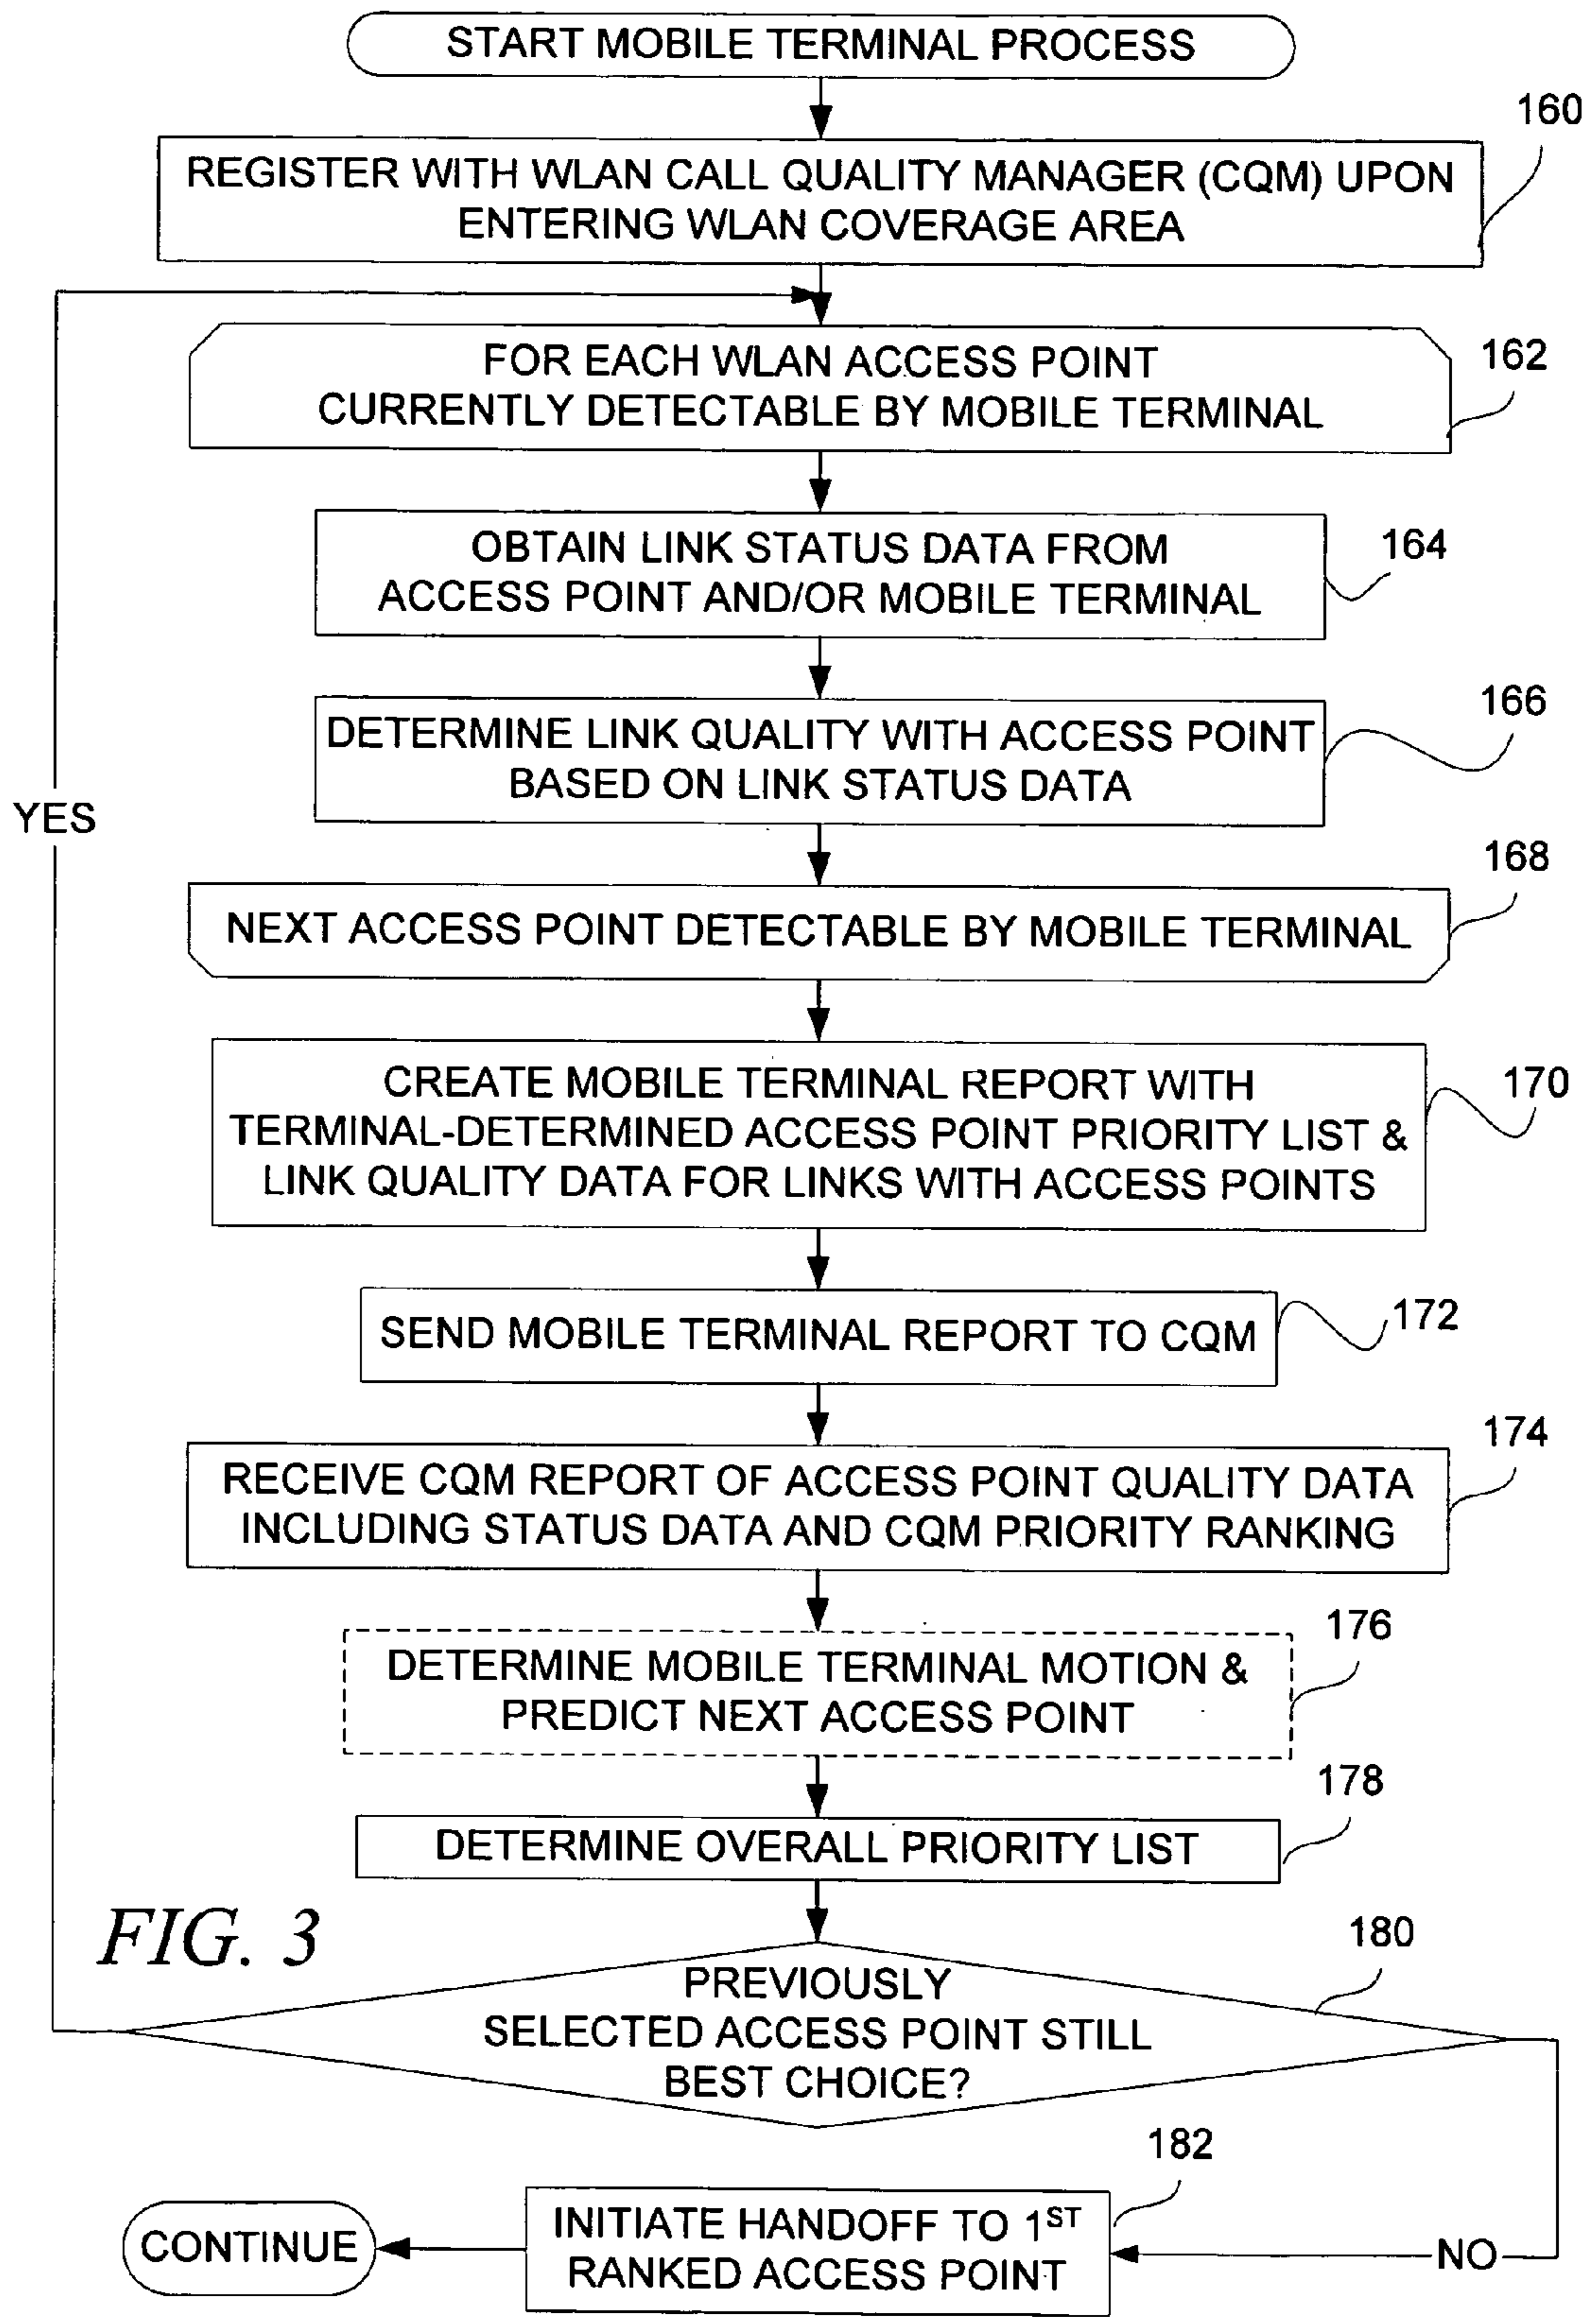 START MOBILE TERMINAL PROCESS
160
REGISTER WITH WLAN CALL QUALITY MANAGER (CQM) UPON
ENTERING WLAN COVERAGE AREA
162
FOR EACH WLAN ACCESS POINT
CURRENTLY DETECTABLE BY MOBILE TERMINAL
164
OBTAIN LINK STATUS DATA FROM
ACCESS POINT AND/OR MOBILE TERMINAL
166
DETERMINE LINK QUALITY WITH ACCESS POINT
BASED ON LINK STATUS DATA
YES
168
NEXT ACCESS POINT DETECTABLE BY MOBILE TERMINAL
170
CREATE MOBILE TERMINAL REPORT WITH
TERMINAL-DETERMINED ACCESS POINT PRIORITY LIST &
LINK QUALITY DATA FOR LINKS WITH ACCESS POINTS
172
SEND MOBILE TERMINAL REPORT TO CQM
174
RECEIVE CQM REPORT OF ACCESS POINT QUALITY DATA
INCLUDING STATUS DATA AND CQM PRIORITY RANKING
176
DETERMINE MOBILE TERMINAL MOTION &
PREDICT NEXT ACCESS POINT
178
DETERMINE OVERALL PRIORITY LIST
FIG. 3
180
PREVIOUSLY
SELECTED ACCESS POINT STILL
BEST CHOICE?
182
INITIATE HANDOFF TO 1ST
RANKED ACCESS POINT
CONTINUE
NO